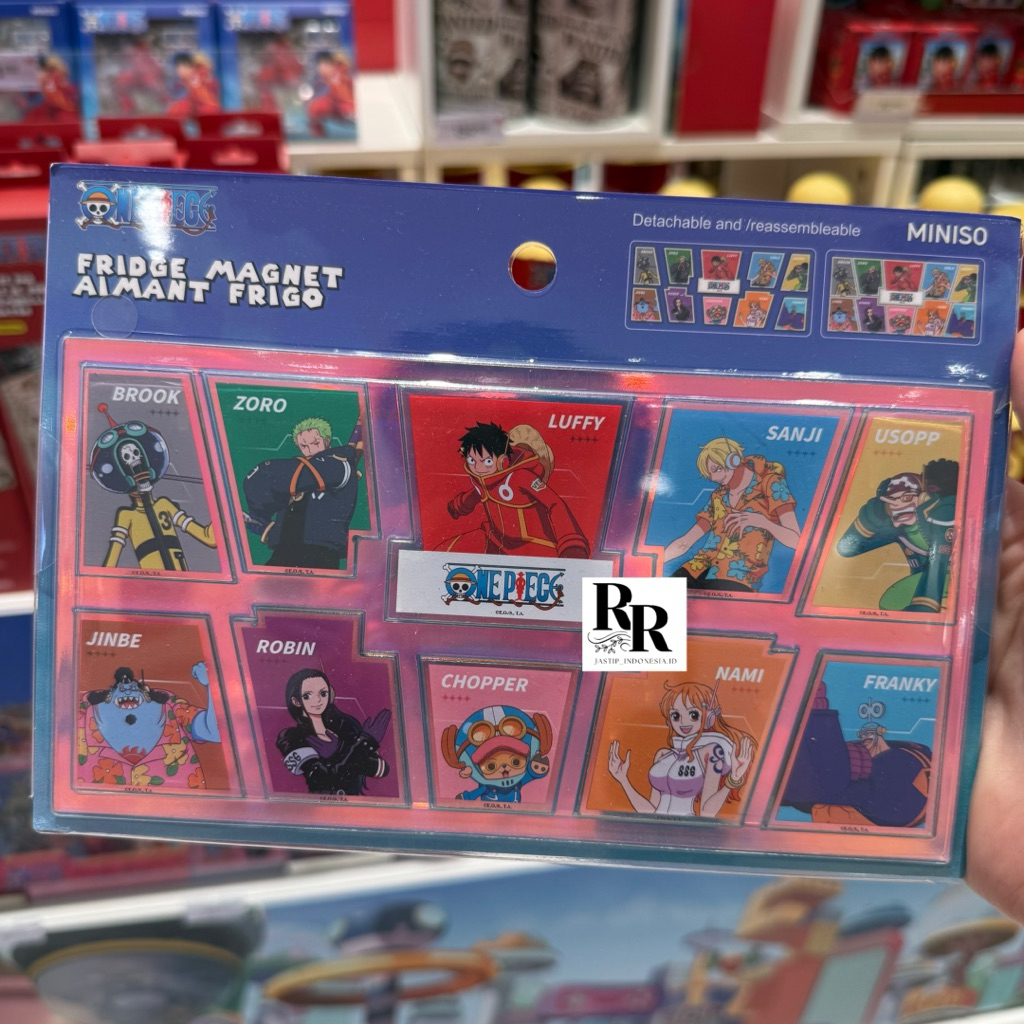 ONE PIECE
FRIDGE MAGNET
AIMANT FRIGO
Detachable and /reassembleable
MINISO
BROOK
ZORO
LUFFY
SANJI
USOPP
ONE PIECE
JINBE
ROBIN
CHOPPER
NAMI
FRANKY
SSG
RR
JASTIP_INDONESIA.ID